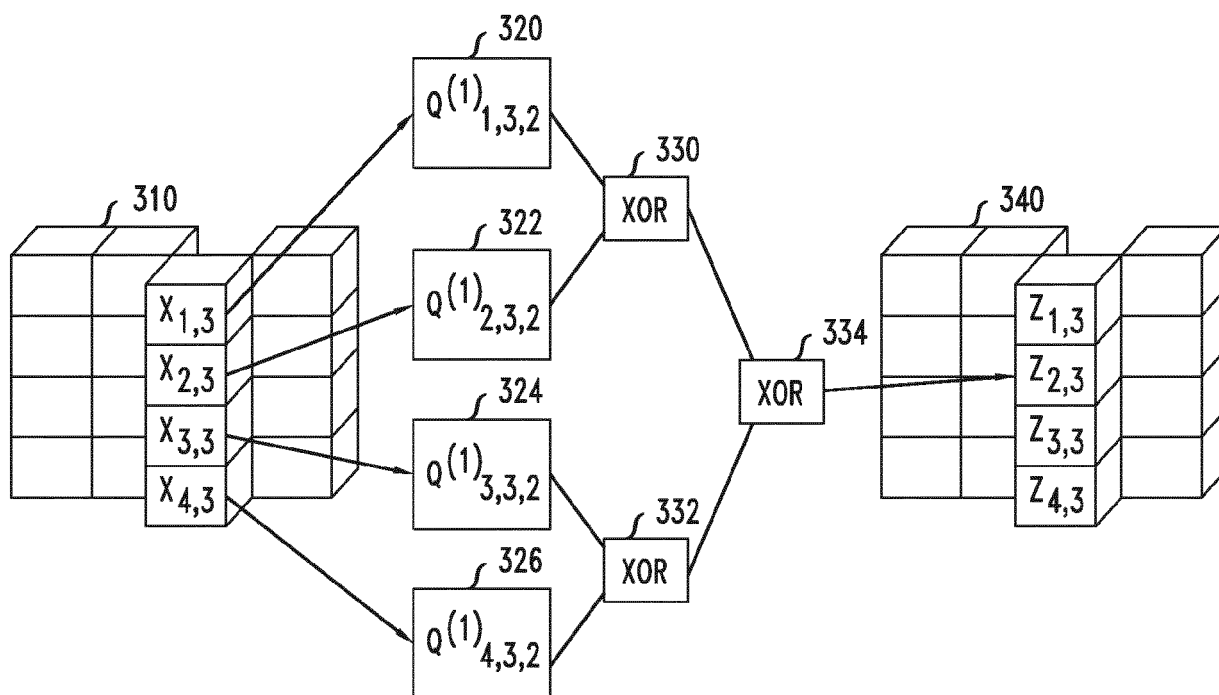 320
Q(1)1,3,2
330
XOR
310
322
Q(1)2,3,2
340
X1,3
X2,3
X3,3
X4,3
334
XOR
Z1,3
Z2,3
Z3,3
Z4,3
324
Q(1)3,3,2
332
XOR
326
Q(1)4,3,2